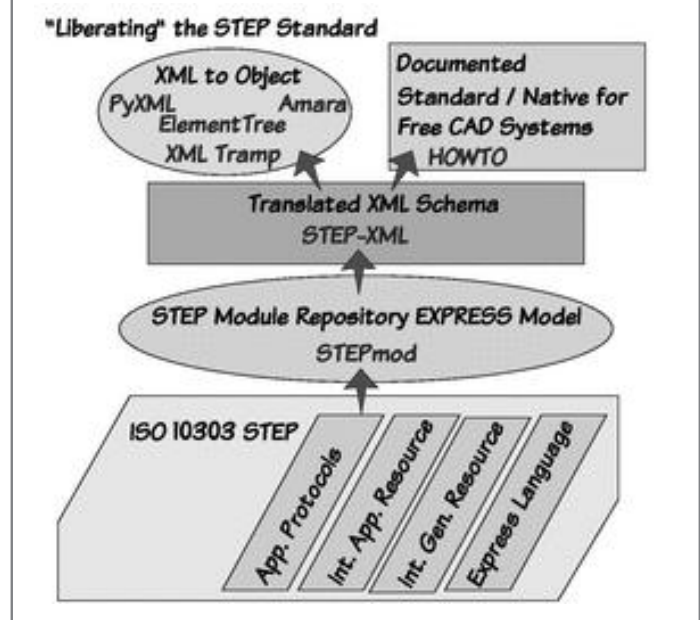 "Liberating" the STEP Standard
XML to Object
PyXML Amara
ElementTree
XML Tramp
Documented
Standard / Native for
Free CAD Systems
HOWTO
Translated XML Schema
STEP-XML
STEP Module Repository EXPRESS Model
STEPmod
ISO 10303 STEP
App. Protocols
Int. App. Resource
Int. Gen. Resource
Express Language